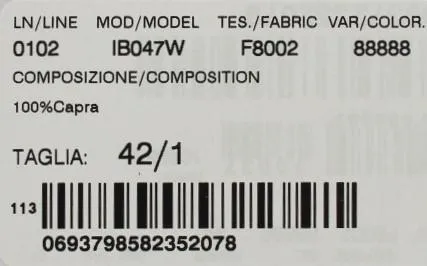 LN/LINE MOD/MODEL TES./FABRIC VAR/COLOR.
0102 IB047W F8002 88888
COMPOSIZIONE/COMPOSITION
100%Capra
TAGLIA: 42/1
113
0693798582352078